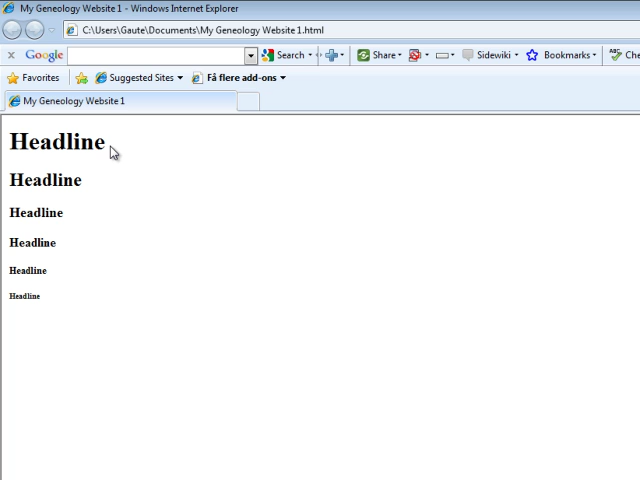 My Geneology Website 1 - Windows Internet Explorer
C:\Users\Gaute\Documents\My Geneology Website 1.html
x Google Search Share Sidewiki Bookmarks
Favorites Suggested Sites Få flere add-ons
My Geneology Website 1
Headline
Headline
Headline
Headline
Headline
Headline